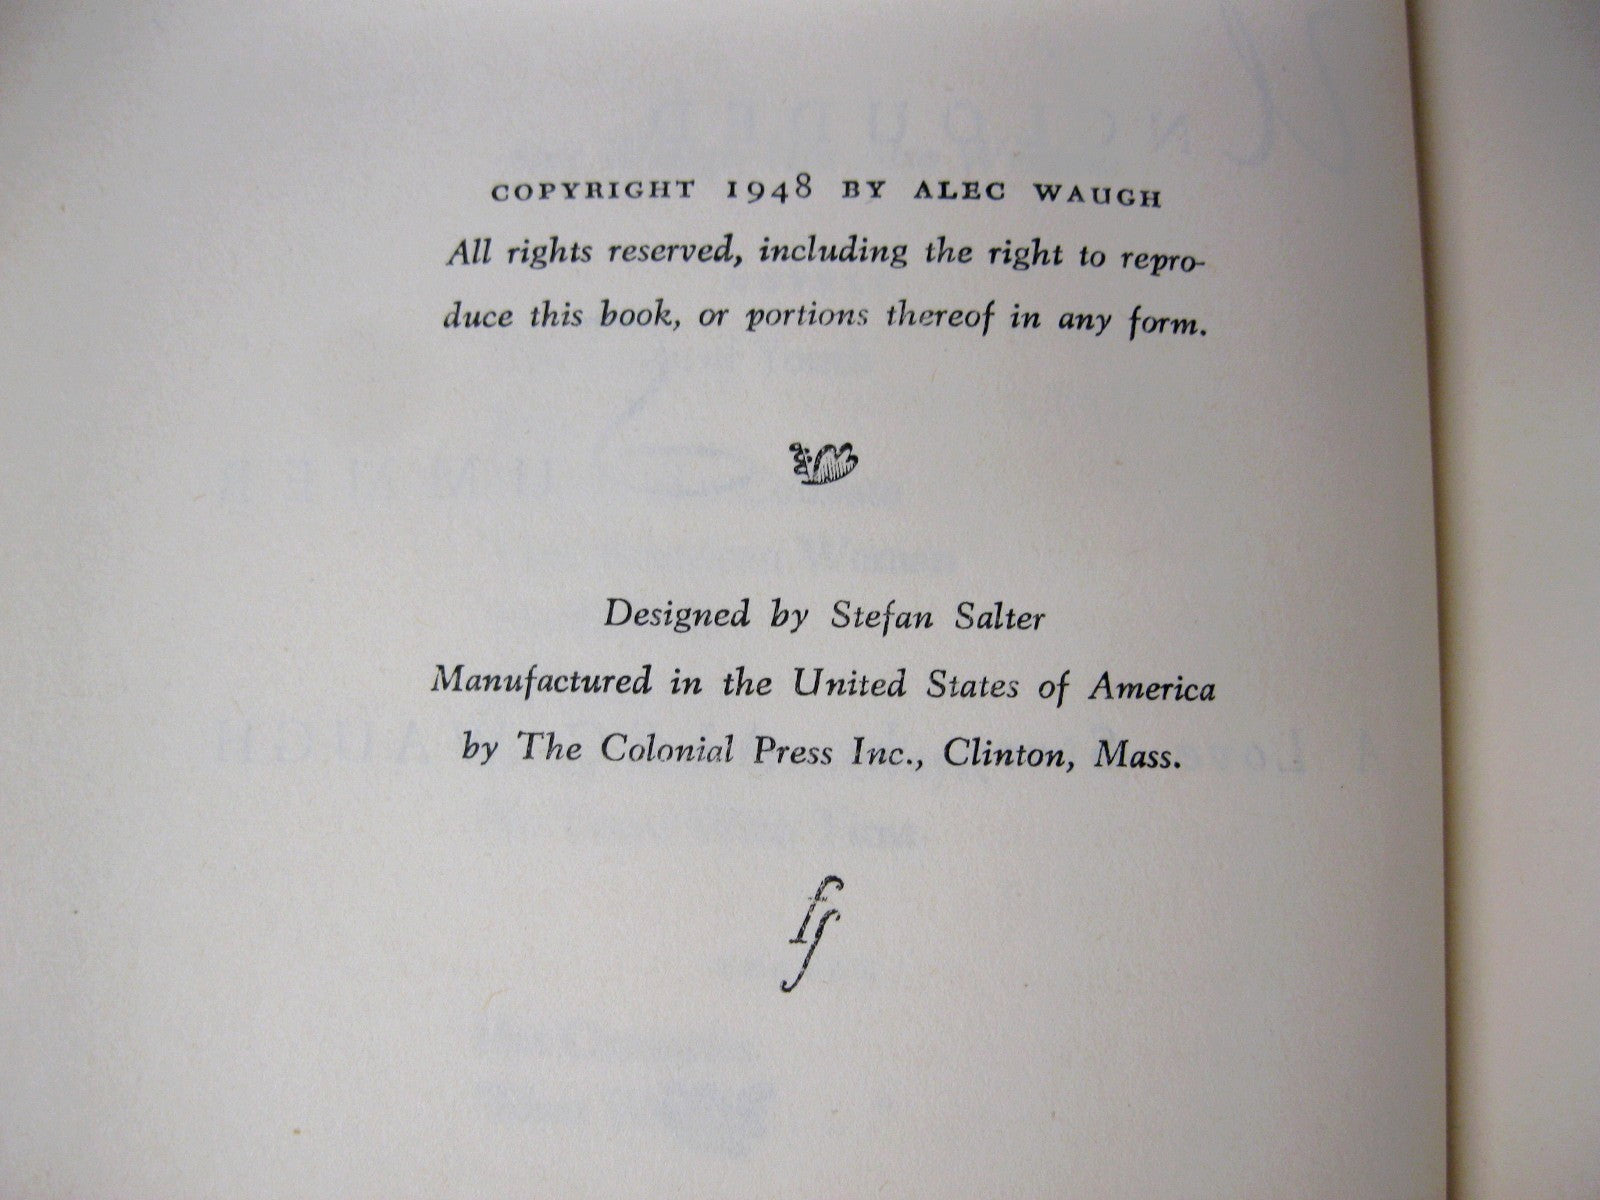 COPYRIGHT 1948 BY ALEC WAUGH
All rights reserved, including the right to repro-
duce this book, or portions thereof in any form.
Designed by Stefan Salter
Manufactured in the United States of America
by The Colonial Press Inc., Clinton, Mass.
fs